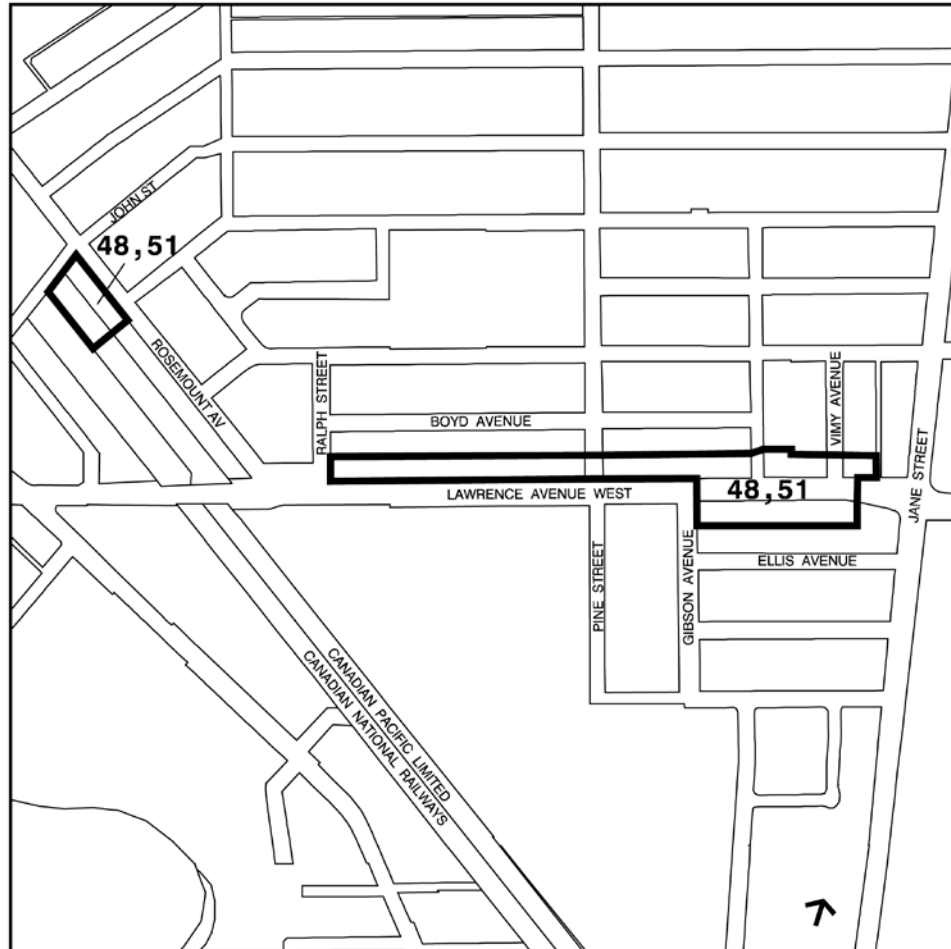 JOHN ST
48,51
ROSEMOUNT AV
RALPH STREET
BOYD AVENUE
VIMY AVENUE
JANE STREET
LAWRENCE AVENUE WEST
48,51
PINE STREET
GIBSON AVENUE
ELLIS AVENUE
CANADIAN PACIFIC LIMITED
CANADIAN NATIONAL RAILWAYS